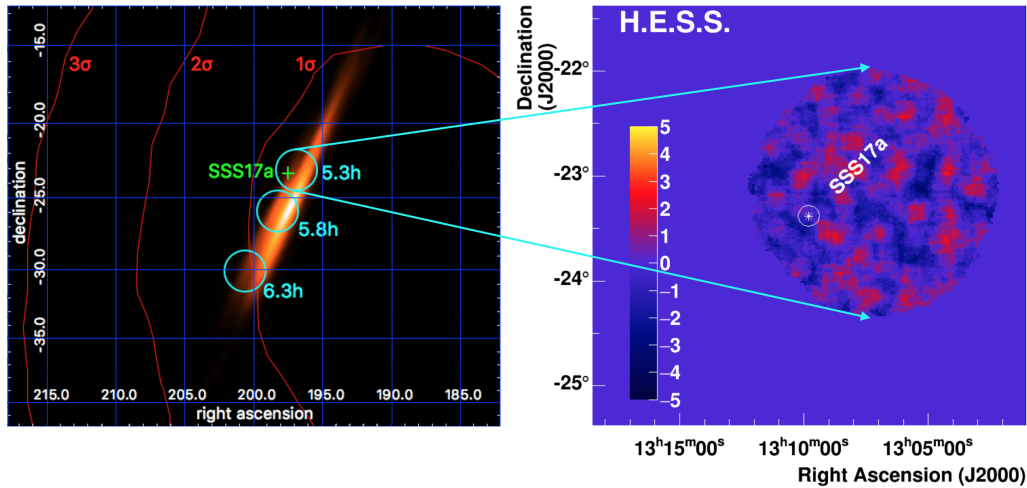 -15.0
3σ
2σ
1σ
-20.0
SSS17a
5.3h
-25.0
5.8h
-30.0
6.3h
-35.0
declination
215.0 210.0 205.0 200.0 195.0 190.0 185.0
right ascension
H.E.S.S.
Declination
(J2000)
-22°
-23°
-24°
-25°
5
4
3
2
1
0
−1
−2
−3
−4
−5
SSS17a
13h15m00s 13h10m00s 13h05m00s
Right Ascension (J2000)